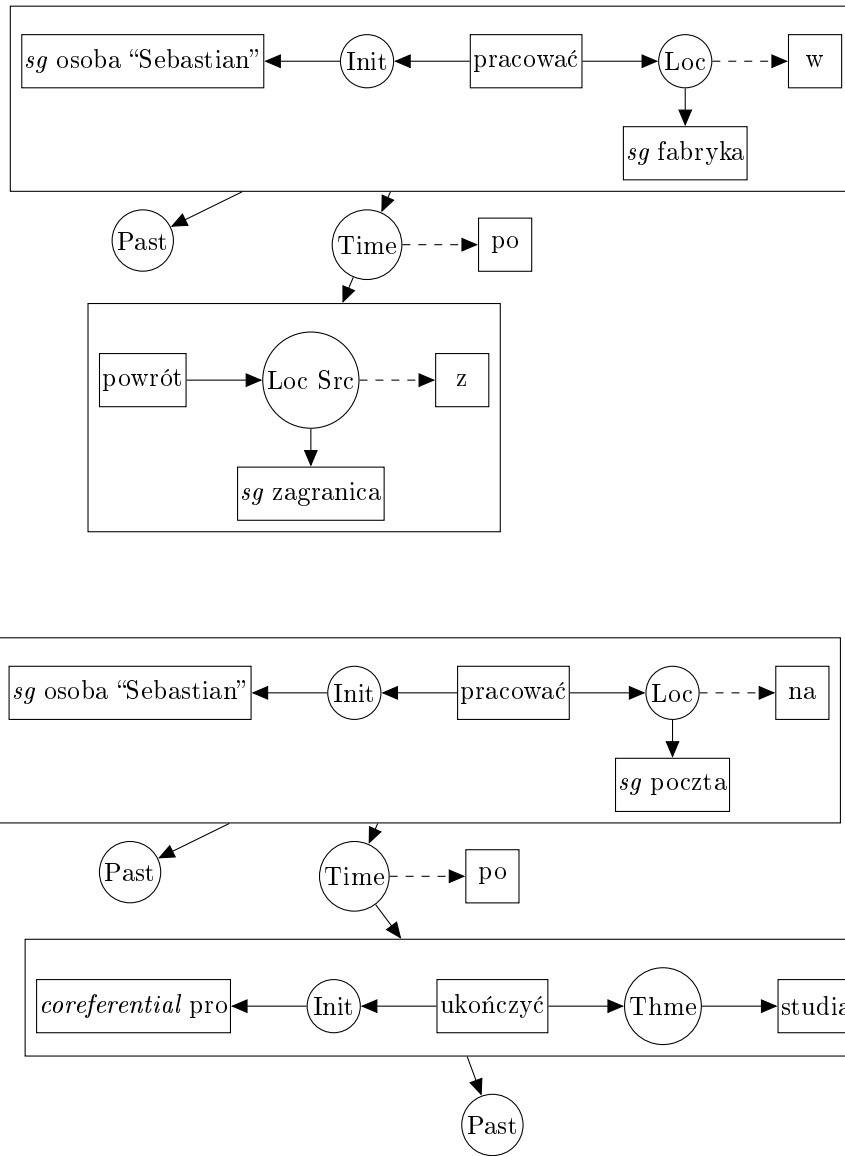 sg osoba “Sebastian” Init pracować Loc w
sg fabryka
Past Time po
powrót Loc Src z
sg zagranica
sg osoba “Sebastian” Init pracować Loc na
sg poczta
Past Time po
coreferential pro Init ukończyć Thme studia
Past